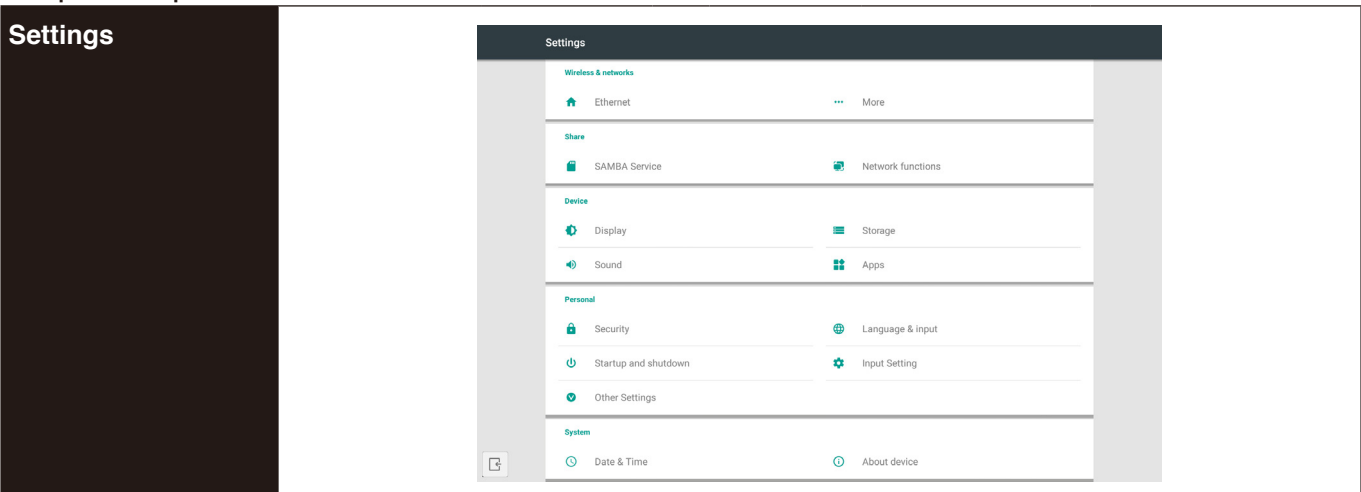 Settings
Settings
Wireless & networks
Ethernet
More
Share
SAMBA Service
Network functions
Device
Display
Storage
Sound
Apps
Personal
Security
Language & input
Startup and shutdown
Input Setting
Other Settings
System
Date & Time
About device